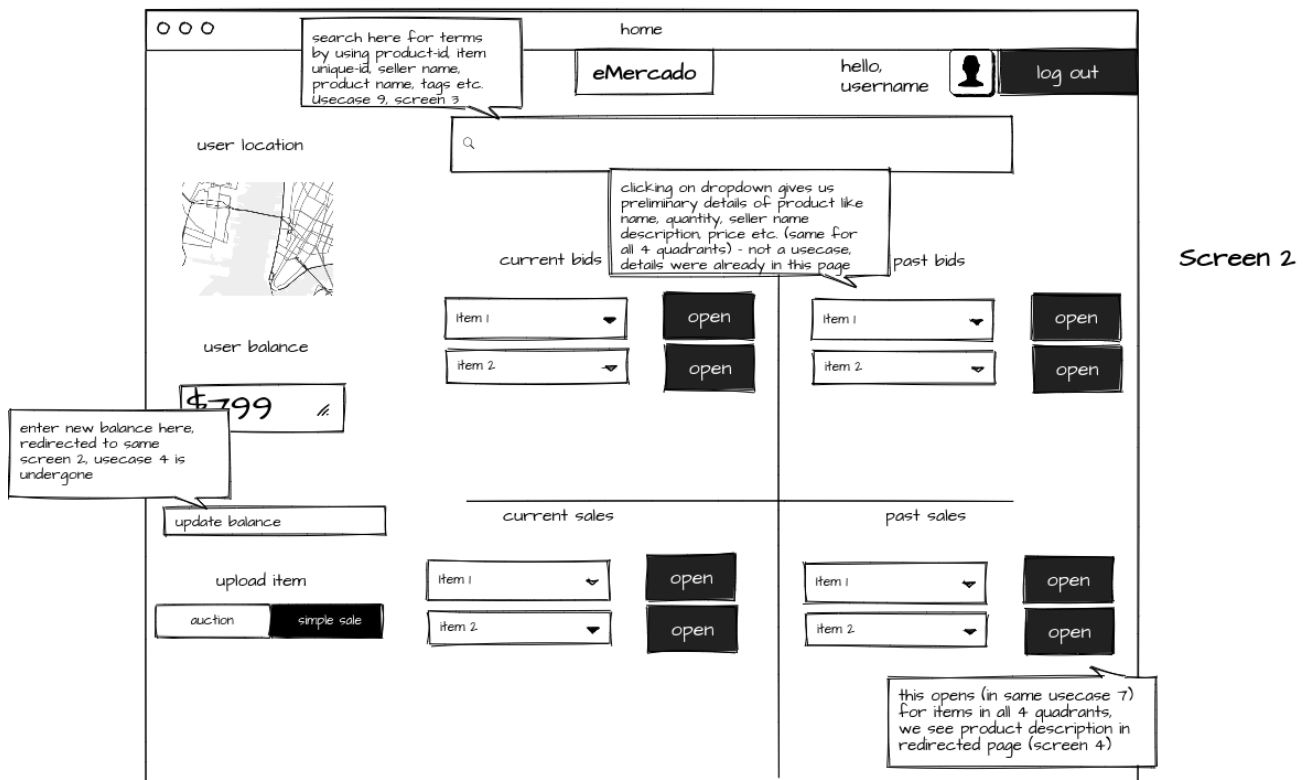 home
search here for terms
by using product-id, item
unique-id, seller name,
product name, tags etc.
Usecase 9, screen 3
eMercado
hello,
username
log out
user location
clicking on dropdown gives us
preliminary details of product like
name, quantity, seller name
description, price etc. (same for
all 4 quadrants) - not a usecase,
details were already in this page
Screen 2
current bids
past bids
Item 1
open
Item 1
open
item 2
open
item 2
open
user balance
$799
enter new balance here,
redirected to same
screen 2, usecase 4 is
undergone
update balance
current sales
past sales
Item 1
open
Item 1
open
item 2
open
item 2
open
upload item
auction
simple sale
this opens (in same usecase 7)
for items in all 4 quadrants,
we see product description in
redirected page (screen 4)